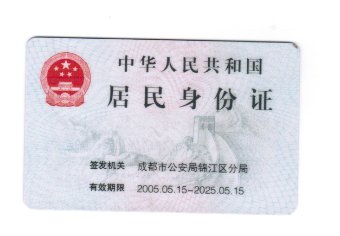 中华人民共和国
居民身份证
签发机关 成都市公安局锦江区分局
有效期限 2005.05.15-2025.05.15